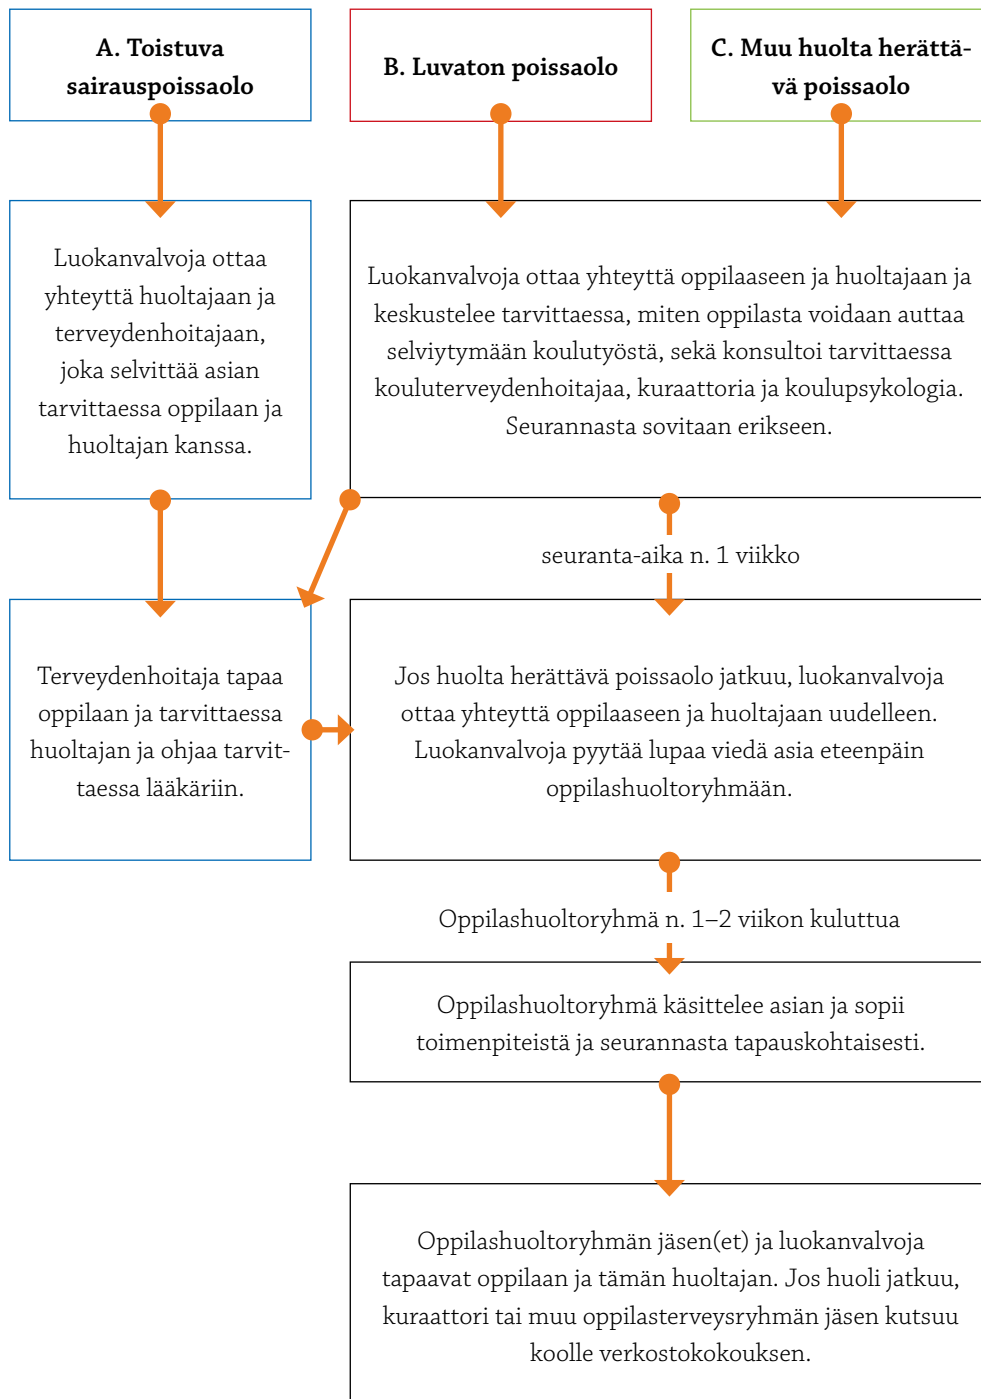 A. Toistuva
sairauspoissaolo
B. Luvaton poissaolo
C. Muu huolta herättä-
vä poissaolo
Luokanvalvoja ottaa
yhteyttä huoltajaan ja
terveydenhoitajaan,
joka selvittää asian
tarvittaessa oppilaan ja
huoltajan kanssa.
Luokanvalvoja ottaa yhteyttä oppilaaseen ja huoltajaan ja
keskustelee tarvittaessa, miten oppilasta voidaan auttaa
selviytymään koulutyöstä, sekä konsultoi tarvittaessa
kouluterveydenhoitajaa, kuraattoria ja koulupsykologia.
Seurannasta sovitaan erikseen.
seuranta-aika n. 1 viikko
Terveydenhoitaja tapaa
oppilaan ja tarvittaessa
huoltajan ja ohjaa tarvit-
taessa lääkäriin.
Jos huolta herättävä poissaolo jatkuu, luokanvalvoja
ottaa yhteyttä oppilaaseen ja huoltajaan uudelleen.
Luokanvalvoja pyytää lupaa viedä asia eteenpäin
oppilashuoltoryhmään.
Oppilashuoltoryhmä n. 1–2 viikon kuluttua
Oppilashuoltoryhmä käsittelee asian ja sopii
toimenpiteistä ja seurannasta tapauskohtaisesti.
Oppilashuoltoryhmän jäsen(et) ja luokanvalvoja
tapaavat oppilaan ja tämän huoltajan. Jos huoli jatkuu,
kuraattori tai muu oppilasterveysryhmän jäsen kutsuu
koolle verkostokokouksen.